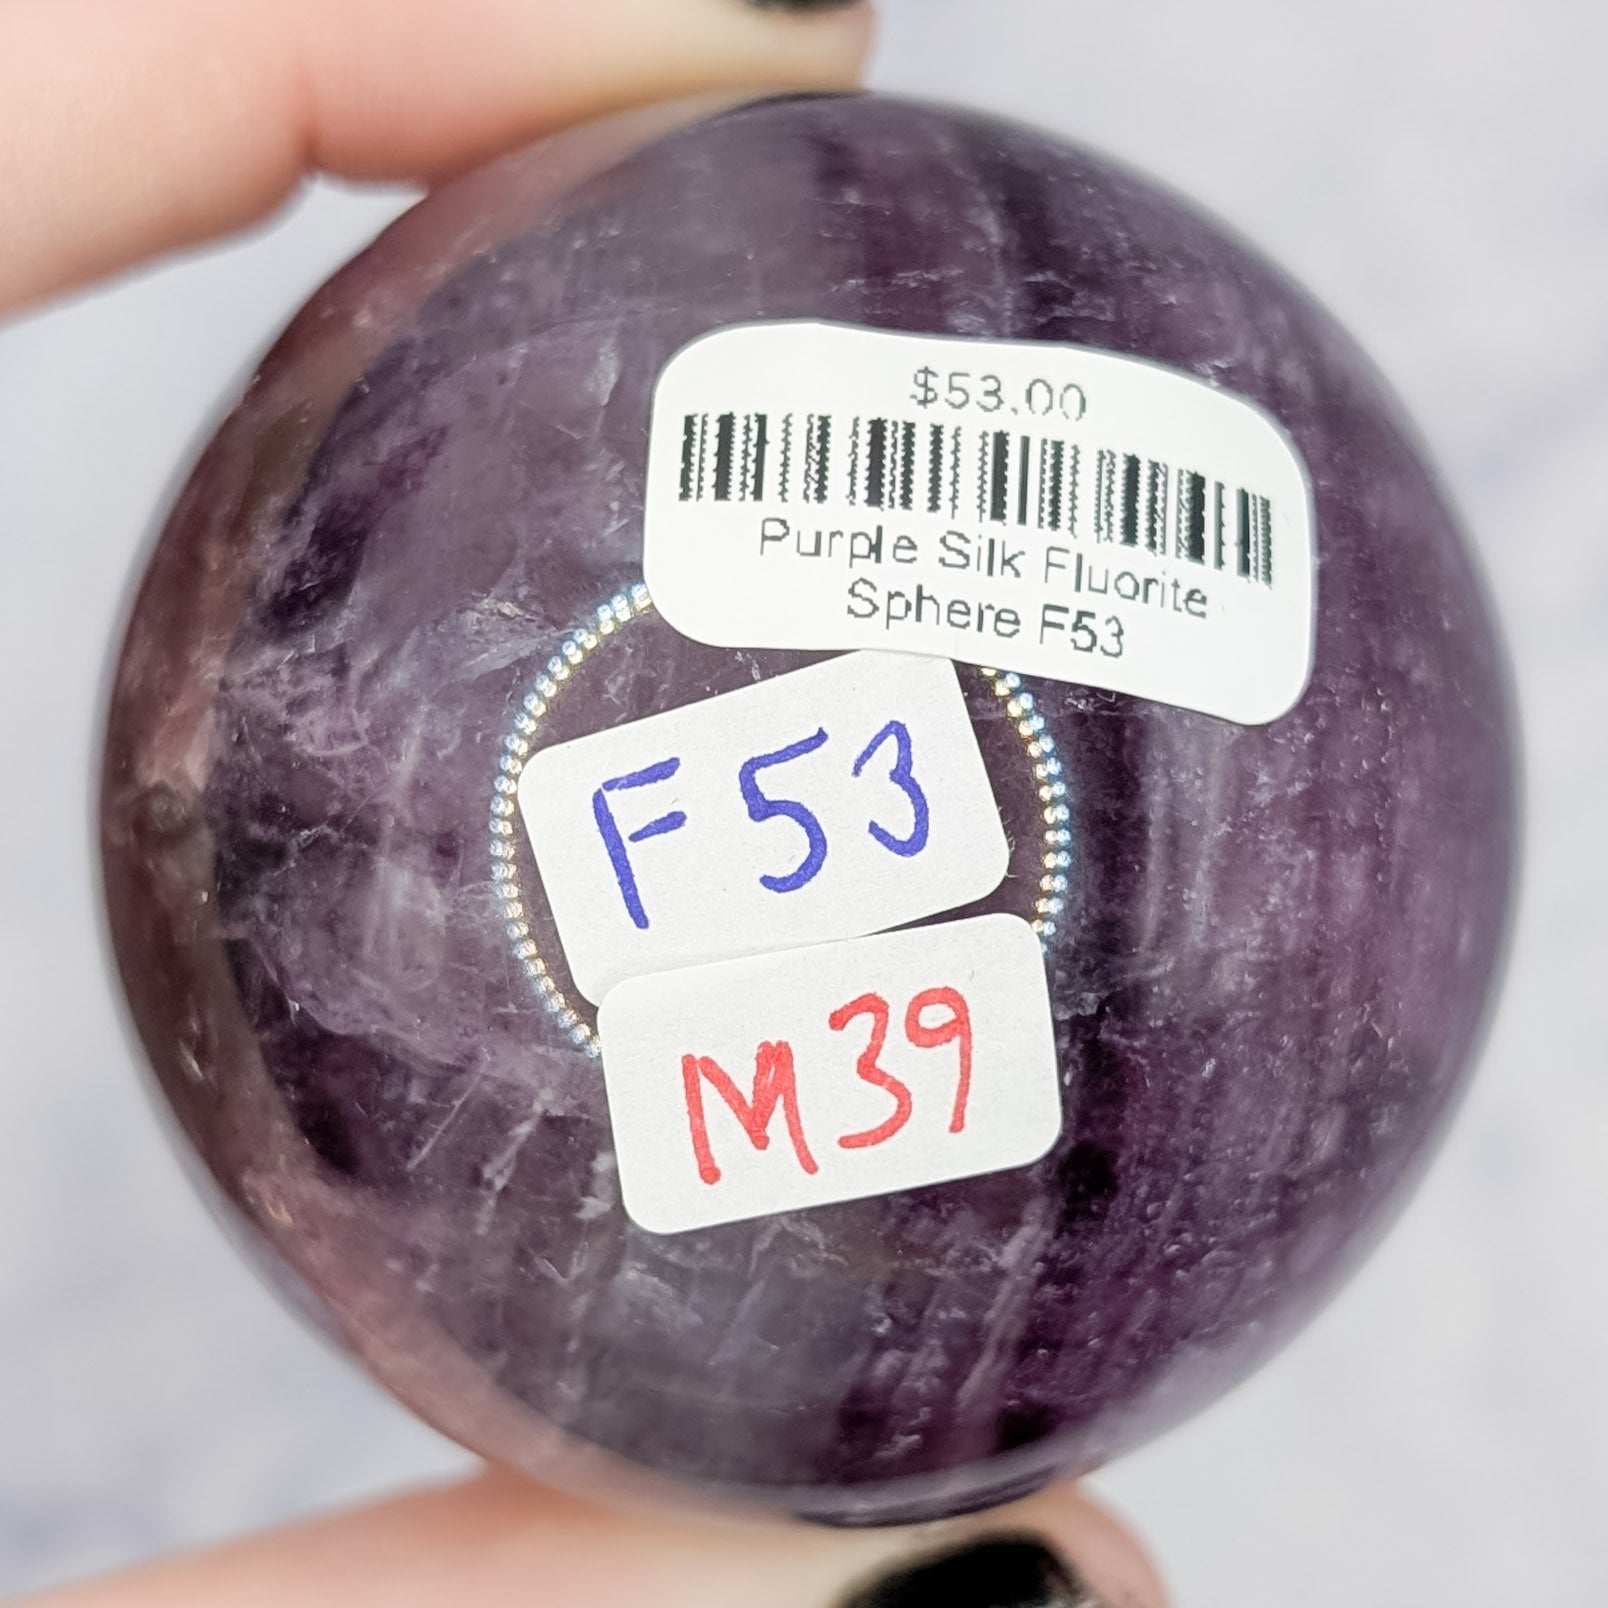 $53.00
Purple Silk Fluorite
Sphere F53
F53
M39